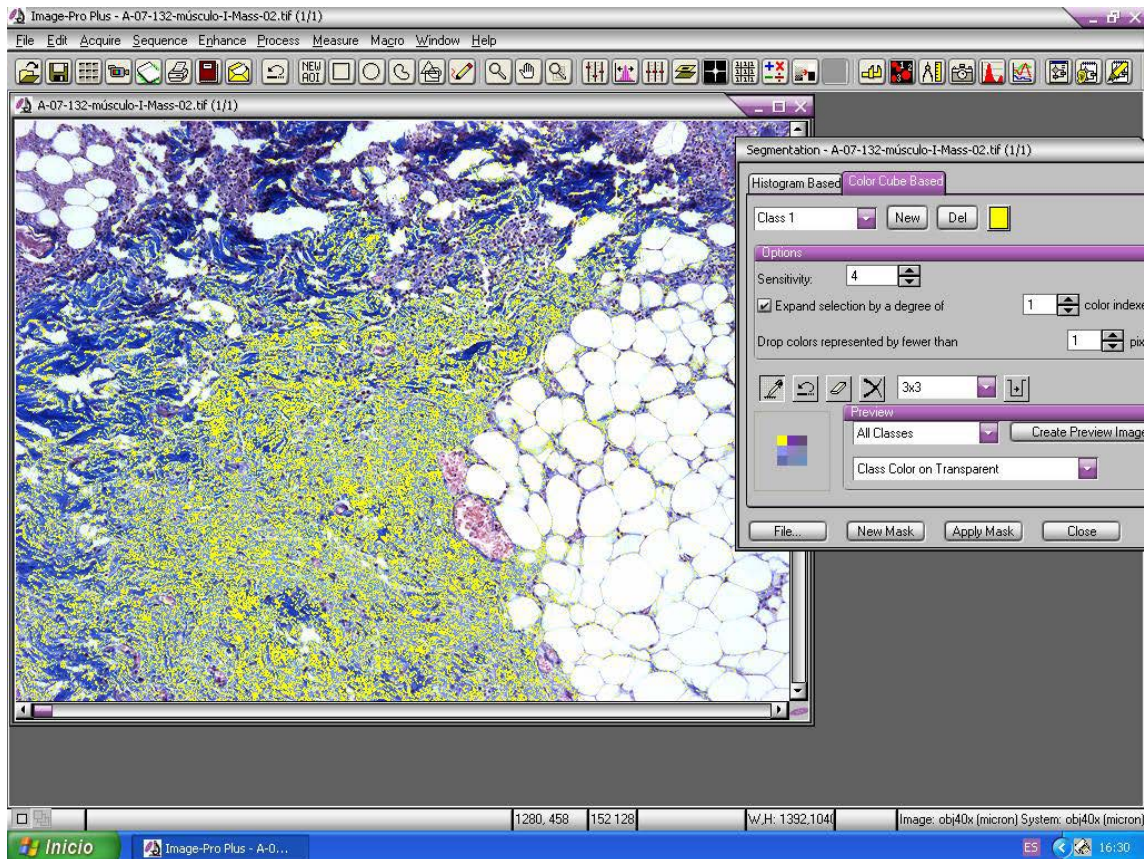 Image-Pro Plus - A-07-132-músculo-I-Mass-02.tif (1/1)
File Edit Acquire Sequence Enhance Process Measure Macro Window Help
NEW AOI
A-07-132-músculo-I-Mass-02.tif (1/1)
Segmentation - A-07-132-músculo-I-Mass-02.tif (1/1)
Histogram Based Color Cube Based
Class 1 New Del
Options
Sensitivity: 4
Expand selection by a degree of 1 color indexe
Drop colors represented by fewer than 1 pix
3x3
Preview
All Classes Create Preview Image
Class Color on Transparent
File... New Mask Apply Mask Close
1280, 458 152 128 W,H: 1392,1040 Image: obj40x (micron) System: obj40x (micron)
Inicio Image-Pro Plus - A-0... ES 16:30